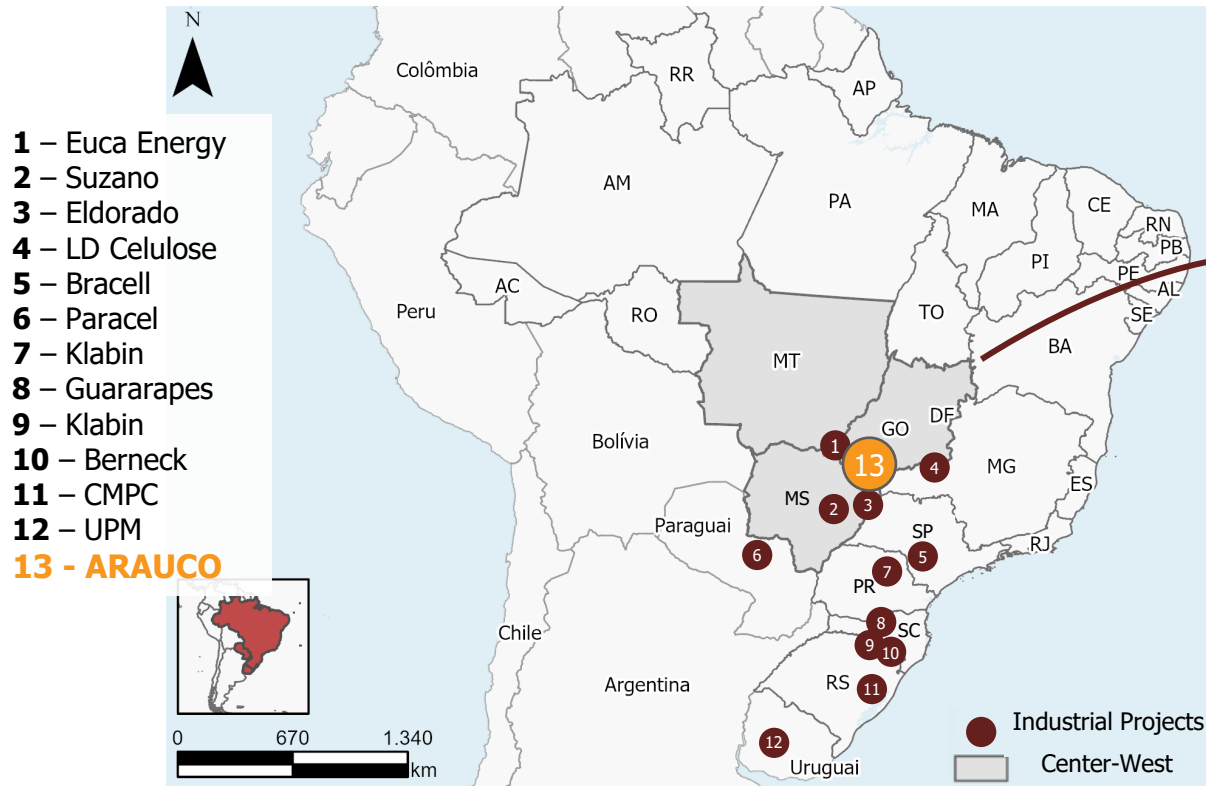 N
1 – Euca Energy
2 – Suzano
3 – Eldorado
4 – LD Celulose
5 – Bracell
6 – Paracel
7 – Klabin
8 – Guararapes
9 – Klabin
10 – Berneck
11 – CMPC
12 – UPM
13 - ARAUCO
Colômbia
RR
AP
AM
PA
MA
CE
RN
PB
PI
PE
AL
SE
AC
RO
TO
BA
Peru
MT
DF
GO
Bolívia
1
13
4
MG
ES
MS
2
3
Paraguai
SP
RJ
6
5
7
PR
8
SC
9
10
Chile
Argentina
RS
11
12
Uruguai
0 670 1.340
km
Industrial Projects
Center-West